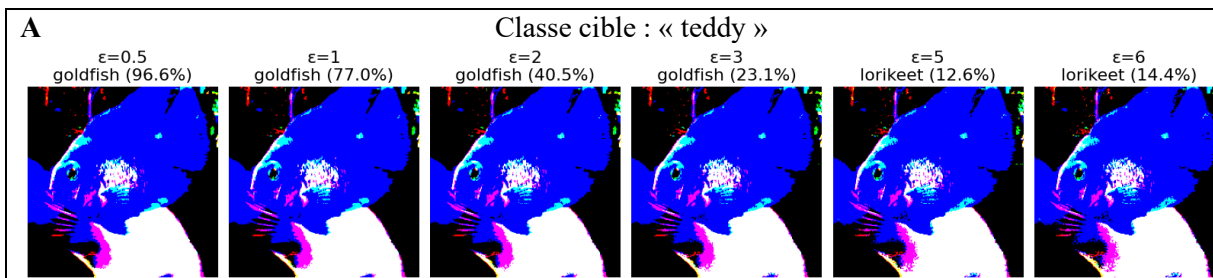 A Classe cible : « teddy »
ε=0.5 ε=1 ε=2 ε=3 ε=5 ε=6
goldfish (96.6%) goldfish (77.0%) goldfish (40.5%) goldfish (23.1%) lorikeet (12.6%) lorikeet (14.4%)